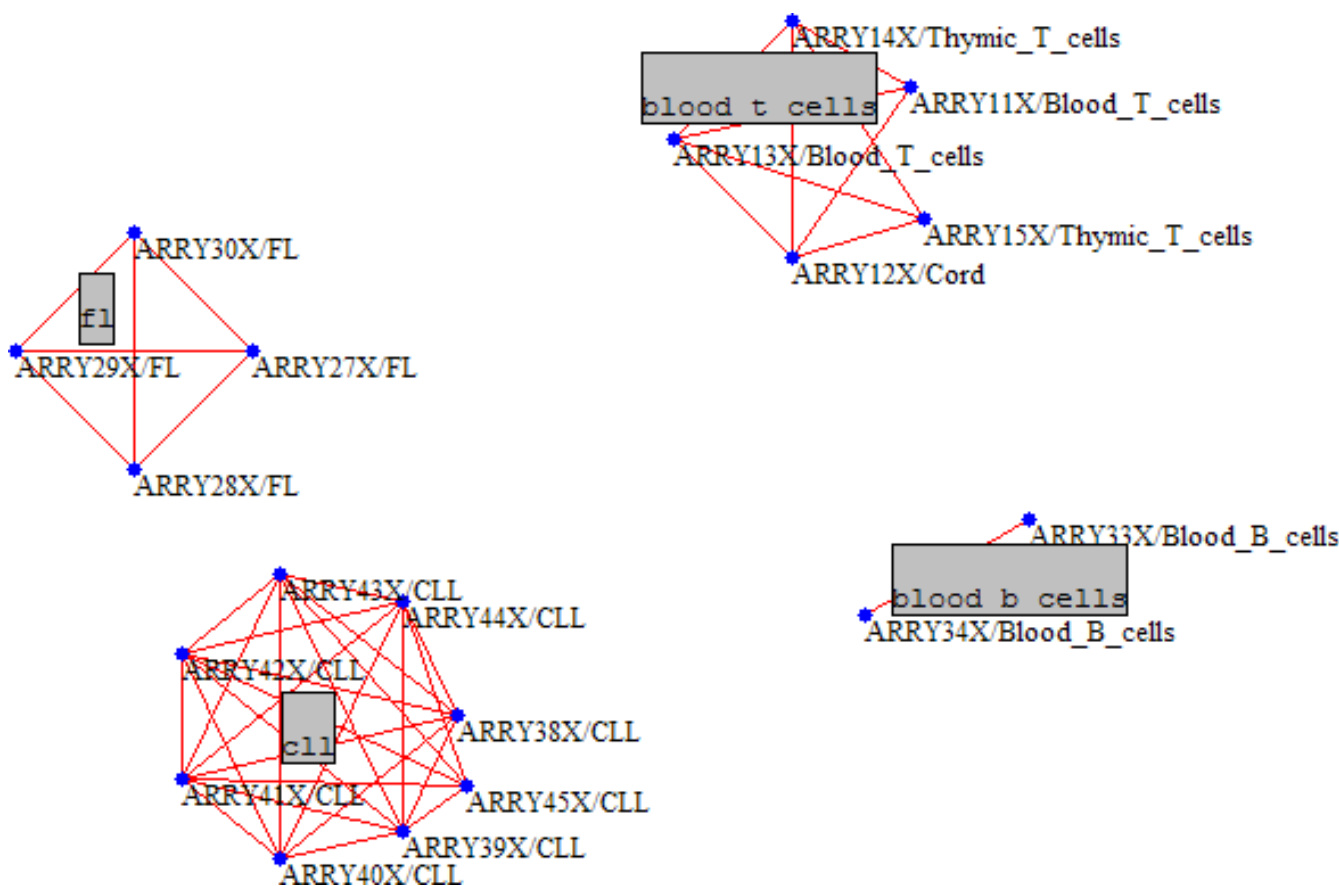 ARRY14X/Thymic_T_cells
blood t cells
ARRY11X/Blood_T_cells
ARRY13X/Blood_T_cells
ARRY15X/Thymic_T_cells
ARRY12X/Cord
ARRY30X/FL
fl
ARRY29X/FL
ARRY27X/FL
ARRY28X/FL
ARRY33X/Blood_B_cells
blood b cells
ARRY34X/Blood_B_cells
ARRY43X/CLL
ARRY44X/CLL
ARRY42X/CLL
cll
ARRY38X/CLL
ARRY41X/CLL
ARRY45X/CLL
ARRY39X/CLL
ARRY40X/CLL